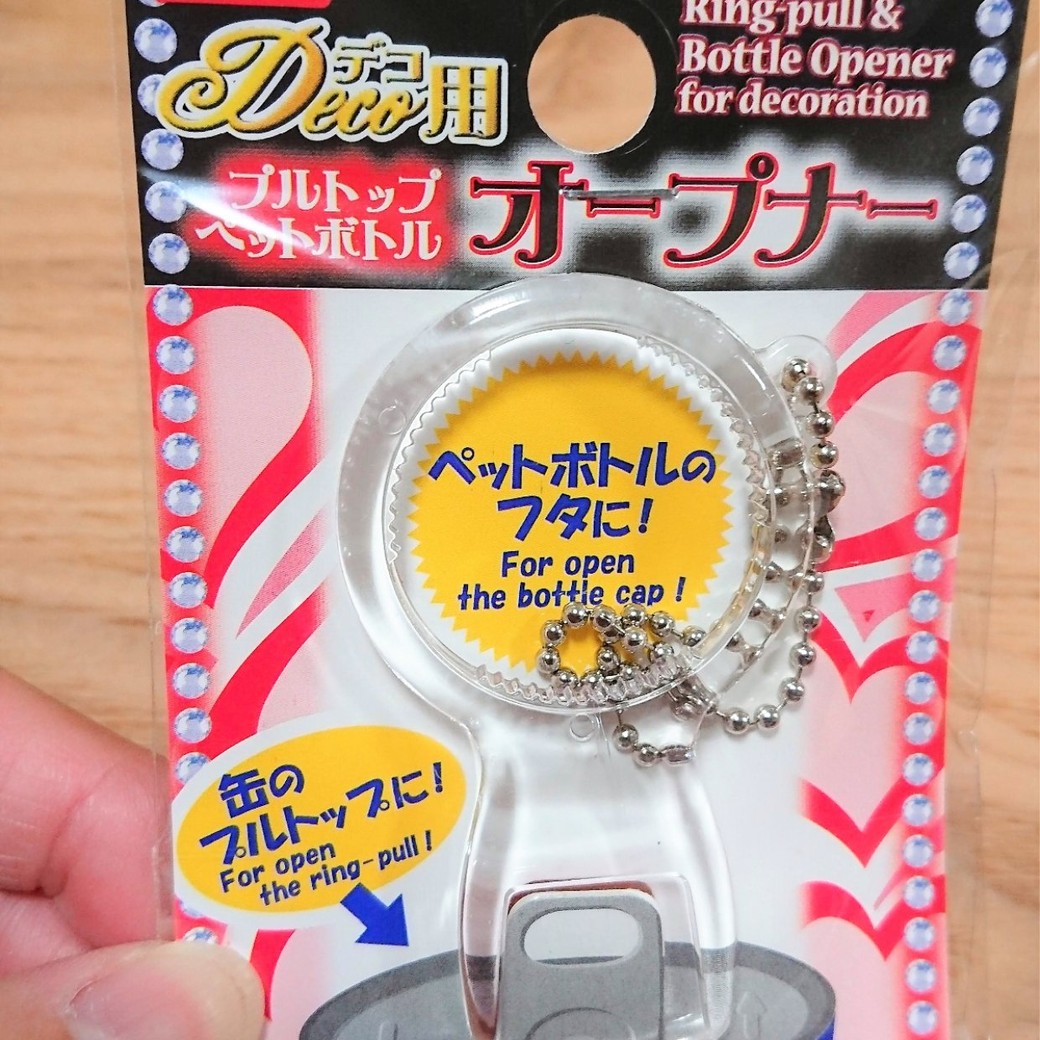 デコ
Deco用
Ring-pull &
Bottle Opener
for decoration
プルトップ
ペットボトル
オープナー
ペットボトルの
フタに!
For open
the bottle cap!
缶の
プルトップに!
For open
the ring-pull!